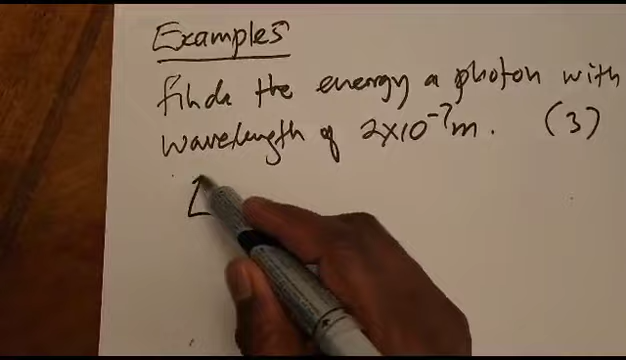 Examples
finde the energy a photon with
wavelength of 2x10⁻⁷m. (3)